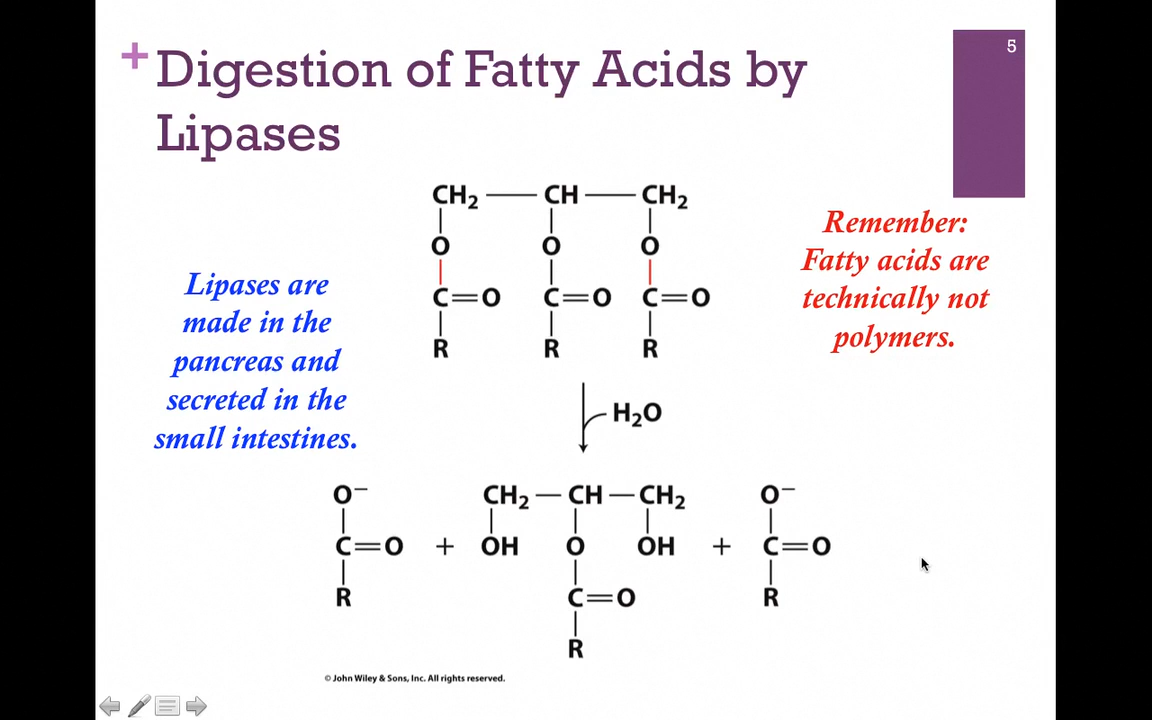 +
Digestion of Fatty Acids by
Lipases
5
CH₂ — CH — CH₂
O O O
C=O C=O C=O
R R R
Remember:
Fatty acids are
technically not
polymers.
Lipases are
made in the
pancreas and
secreted in the
small intestines.
H₂O
O⁻ CH₂ — CH — CH₂ O⁻
C=O + OH O OH + C=O
R C=O R
R
© John Wiley & Sons, Inc. All rights reserved.